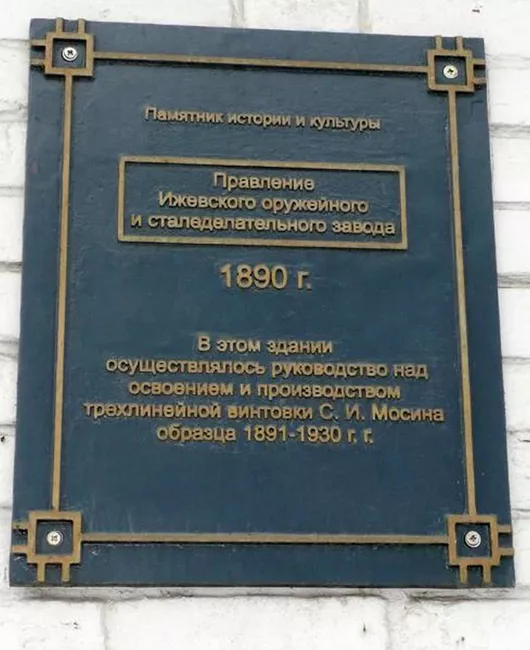 Памятник истории и культуры
Правление
Ижевского оружейного
и сталеделательного завода
1890 г.
В этом здании
осуществлялось руководство над
освоением и производством
трехлинейной винтовки С. И. Мосина
образца 1891-1930 г. г.